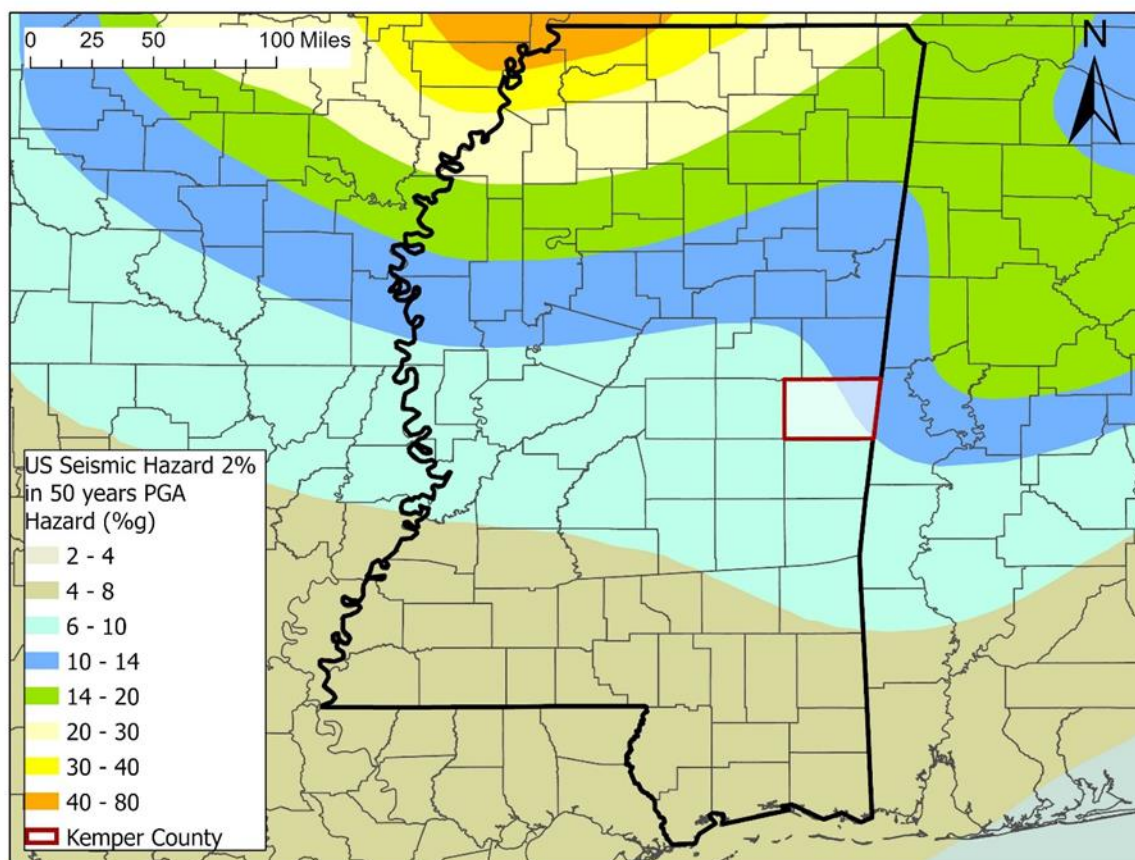 0 25 50 100 Miles
N
US Seismic Hazard 2%
in 50 years PGA
Hazard (%g)
2 - 4
4 - 8
6 - 10
10 - 14
14 - 20
20 - 30
30 - 40
40 - 80
Kemper County